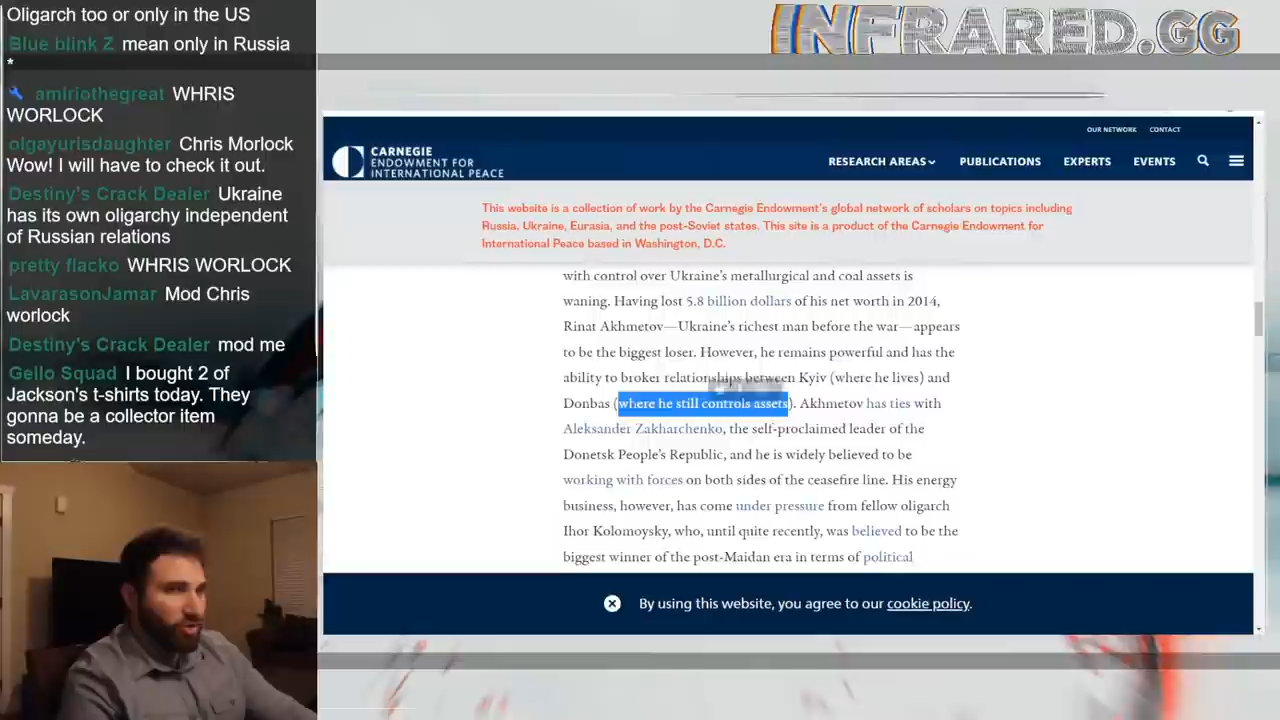 Oligarch too or only in the US
Blue blink Z mean only in Russia
*
amiriothegreat WHRIS
WORLOCK
olgayurisdaughter Chris Morlock
Wow! I will have to check it out.
Destiny's Crack Dealer Ukraine
has its own oligarchy independent
of Russian relations
pretty flacko WHRIS WORLOCK
LavarasonJamar Mod Chris
worlock
Destiny's Crack Dealer mod me
Gello Squad I bought 2 of
Jackson's t-shirts today. They
gonna be a collector item
someday.
INFRARED.GG
OUR NETWORK CONTACT
CARNEGIE
ENDOWMENT FOR
INTERNATIONAL PEACE
RESEARCH AREAS PUBLICATIONS EXPERTS EVENTS
This website is a collection of work by the Carnegie Endowment's global network of scholars on topics including
Russia, Ukraine, Eurasia, and the post-Soviet states. This site is a product of the Carnegie Endowment for
International Peace based in Washington, D.C.
with control over Ukraine's metallurgical and coal assets is
waning. Having lost 5.8 billion dollars of his net worth in 2014,
Rinat Akhmetov—Ukraine's richest man before the war—appears
to be the biggest loser. However, he remains powerful and has the
ability to broker relationships between Kyiv (where he lives) and
Donbas (where he still controls assets). Akhmetov has ties with
Aleksander Zakharchenko, the self-proclaimed leader of the
Donetsk People's Republic, and he is widely believed to be
working with forces on both sides of the ceasefire line. His energy
business, however, has come under pressure from fellow oligarch
Ihor Kolomoysky, who, until quite recently, was believed to be the
biggest winner of the post-Maidan era in terms of political
By using this website, you agree to our cookie policy.